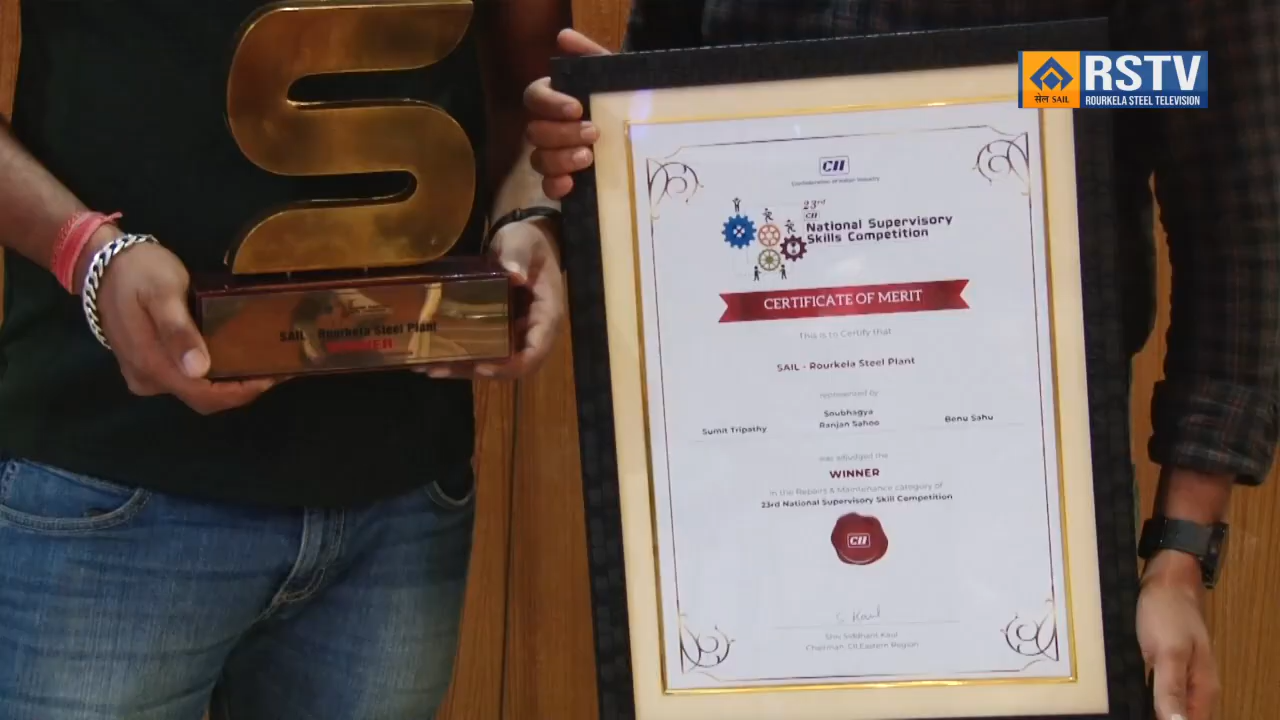 सेल SAIL
RSTV
ROURKELA STEEL TELEVISION
SAIL - Rourkela Steel Plant
WINNER
CII
Confederation of Indian Industry
23rd
CII
National Supervisory
Skills Competition
CERTIFICATE OF MERIT
This is to Certify that
SAIL - Rourkela Steel Plant
represented by
Sumit Tripathy
Soubhagya
Ranjan Sahoo
Benu Sahu
was adjudged the
WINNER
in the Repairs & Maintenance category of
23rd National Supervisory Skill Competition
CII
S Kaul
Shiv Siddhant Kaul
Chairman, CII Eastern Region